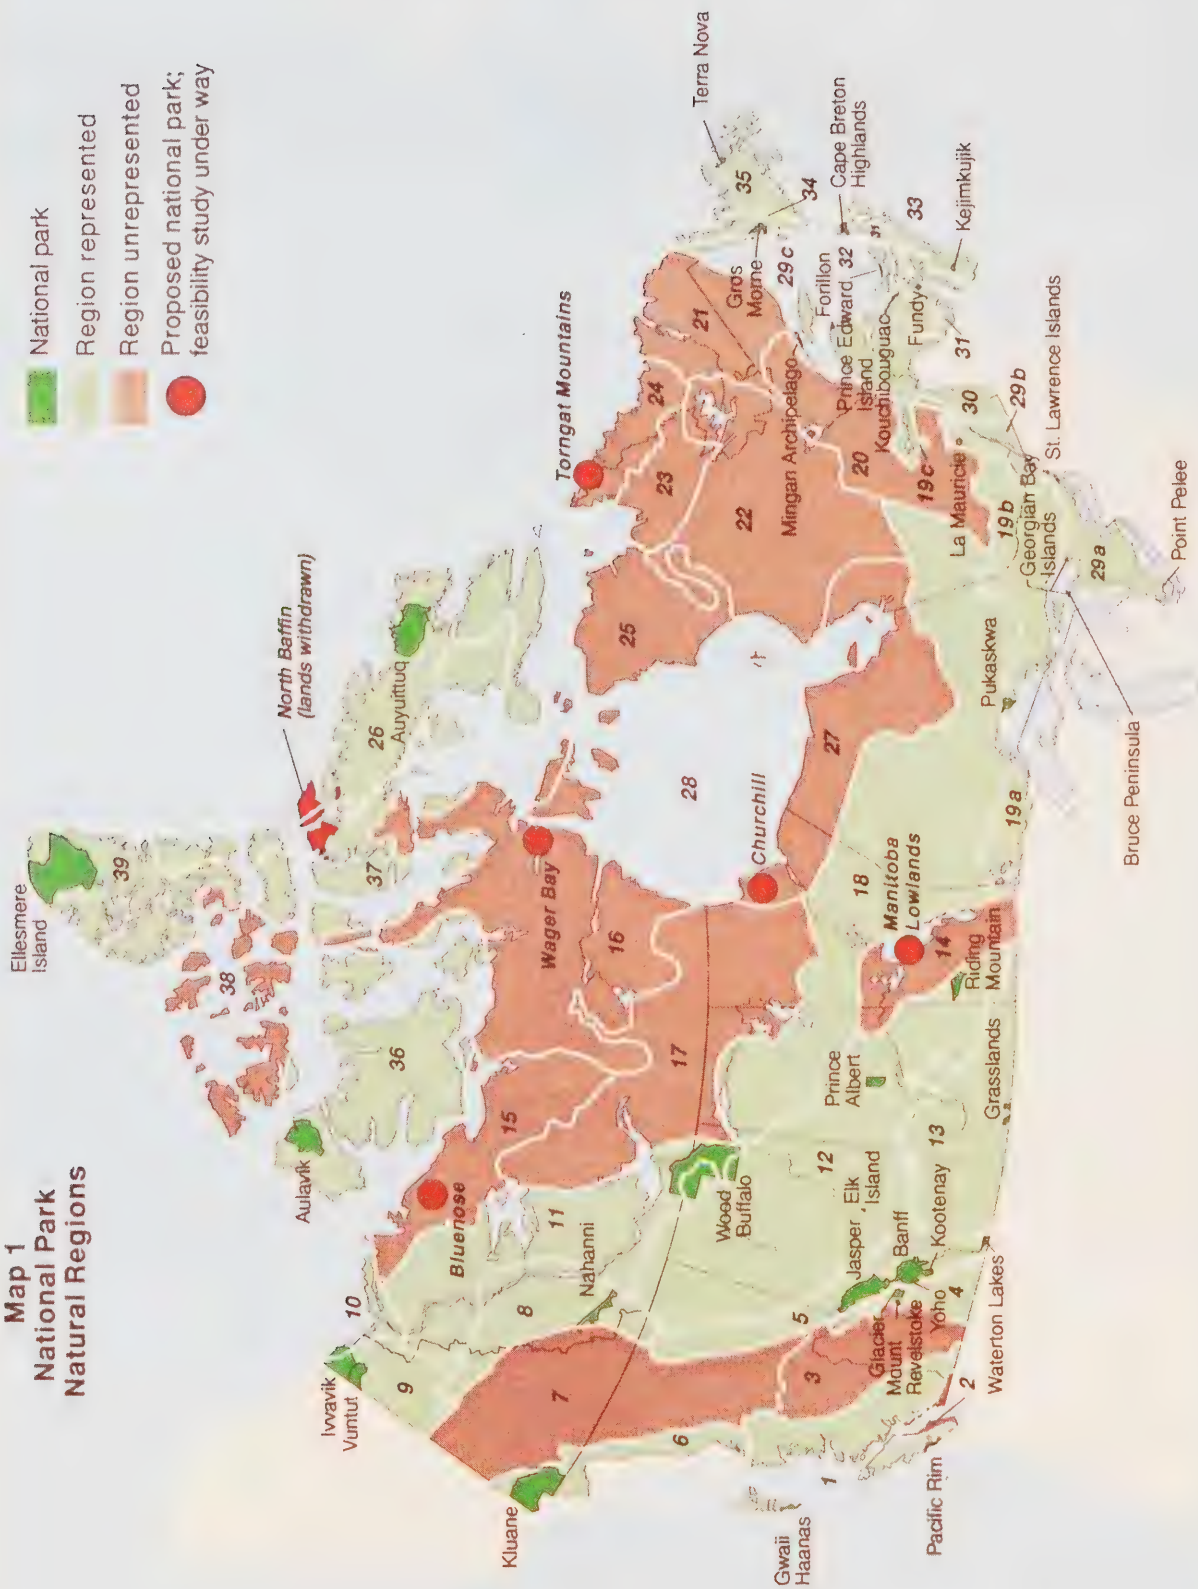 Map 1
National Park
Natural Regions
National park
Region represented
Region unrepresented
Proposed national park;
feasibility study under way
Ellesmere
Island
39
38
North Baffin
(lands withdrawn)
26
Auyuittuq
37
36
Aulavik
Ivvavik
Vuntut
10
9
Bluenose
15
Wager Bay
16
Torngat Mountains
24
23
21
25
22
28
Kluane
7
8
Nahanni
11
17
Churchill
27
20
Mingan Archipelago
Terra Nova
35
34
Gros
Morne
29c
Forillon
Prince Edward
Island
32
Cape Breton
Highlands
31
33
Kouchibouguac
Fundy
Kejimkujik
31
30
29b
St. Lawrence Islands
19c
La Mauricie
19b
Georgian Bay
Islands
29a
Point Pelee
Pukaskwa
Bruce Peninsula
19a
18
Manitoba
Lowlands
14
Riding
Mountain
Prince
Albert
Grasslands
13
12
Wood
Buffalo
Elk
Island
Jasper
Banff
Kootenay
Yoho
4
Glacier
Mount
Revelstoke
Waterton Lakes
5
3
2
6
1
Gwaii
Haanas
Pacific Rim